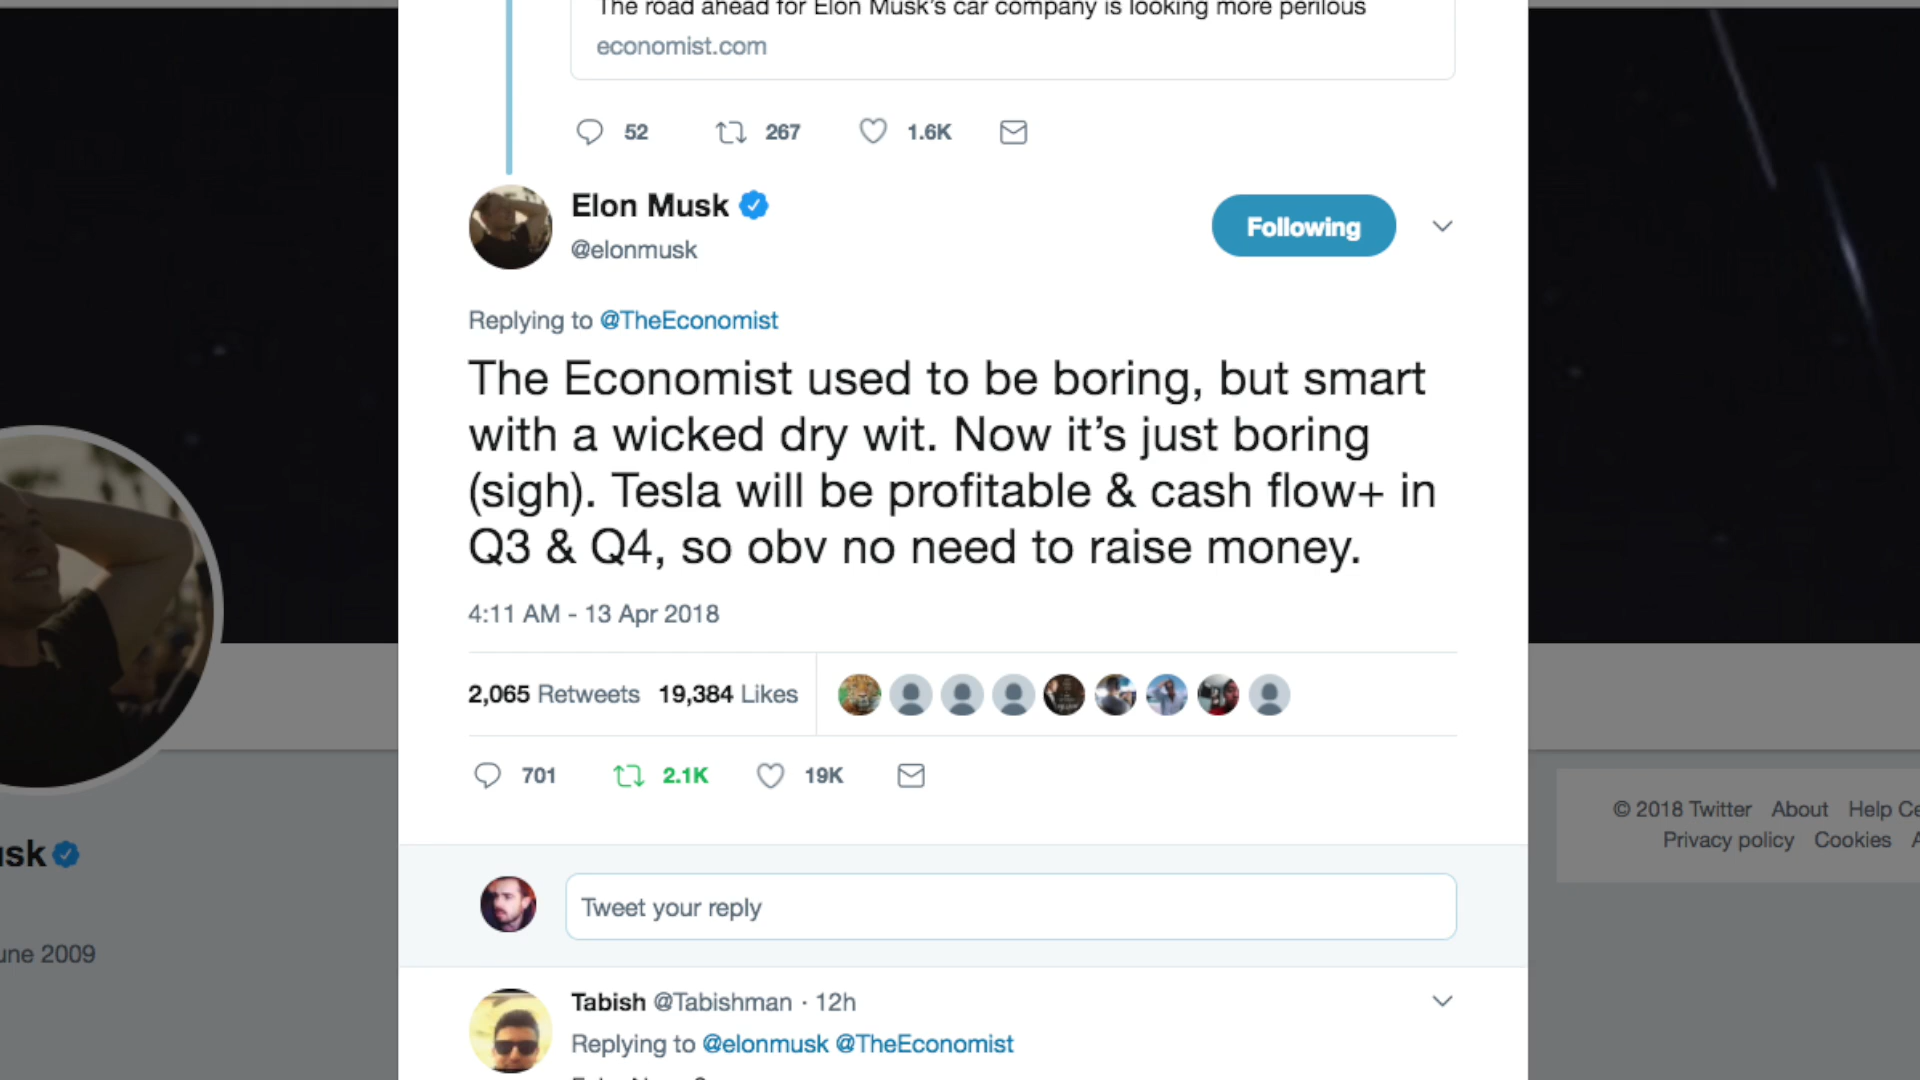 The road ahead for Elon Musk's car company is looking more perilous
economist.com
52 267 1.6K
Elon Musk
@elonmusk
Following
Replying to @TheEconomist
The Economist used to be boring, but smart
with a wicked dry wit. Now it’s just boring
(sigh). Tesla will be profitable & cash flow+ in
Q3 & Q4, so obv no need to raise money.
4:11 AM - 13 Apr 2018
2,065 Retweets 19,384 Likes
701 2.1K 19K
© 2018 Twitter About Help Ce
Privacy policy Cookies A
usk
une 2009
Tweet your reply
Tabish @Tabishman · 12h
Replying to @elonmusk @TheEconomist